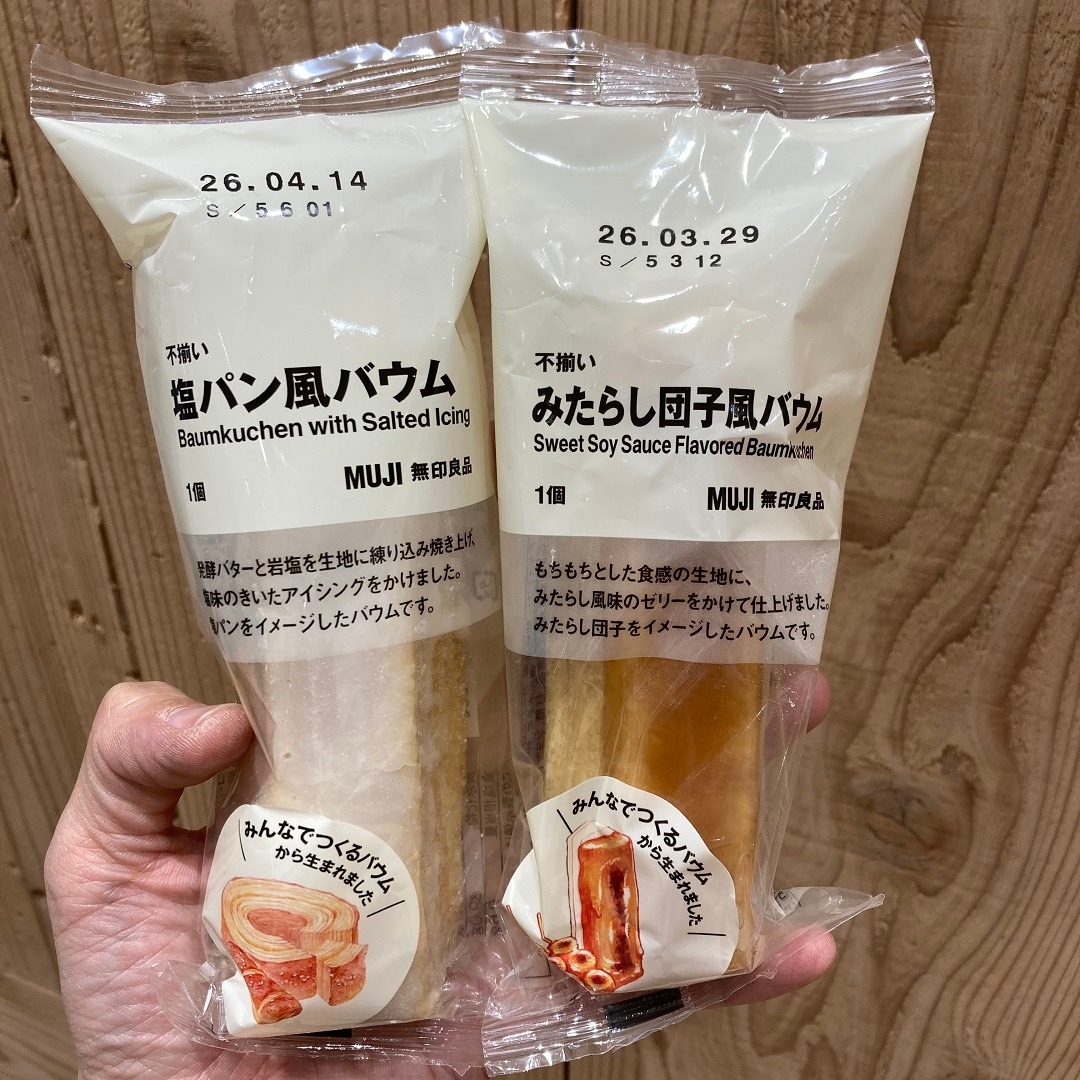 26.04.14
S／5 6 01
不揃い
塩パン風バウム
Baumkuchen with Salted Icing
1個
MUJI 無印良品
発酵バターと岩塩を生地に練り込み焼き上げ、
塩味のきいたアイシングをかけました。
塩パンをイメージしたバウムです。
みんなでつくるバウム
から生まれました
26.03.29
S／5 3 12
不揃い
みたらし団子風バウム
Sweet Soy Sauce Flavored Baumkuchen
1個
MUJI 無印良品
もちもちとした食感の生地に、
みたらし風味のゼリーをかけて仕上げました。
みたらし団子をイメージしたバウムです。
みんなでつくるバウム
から生まれました